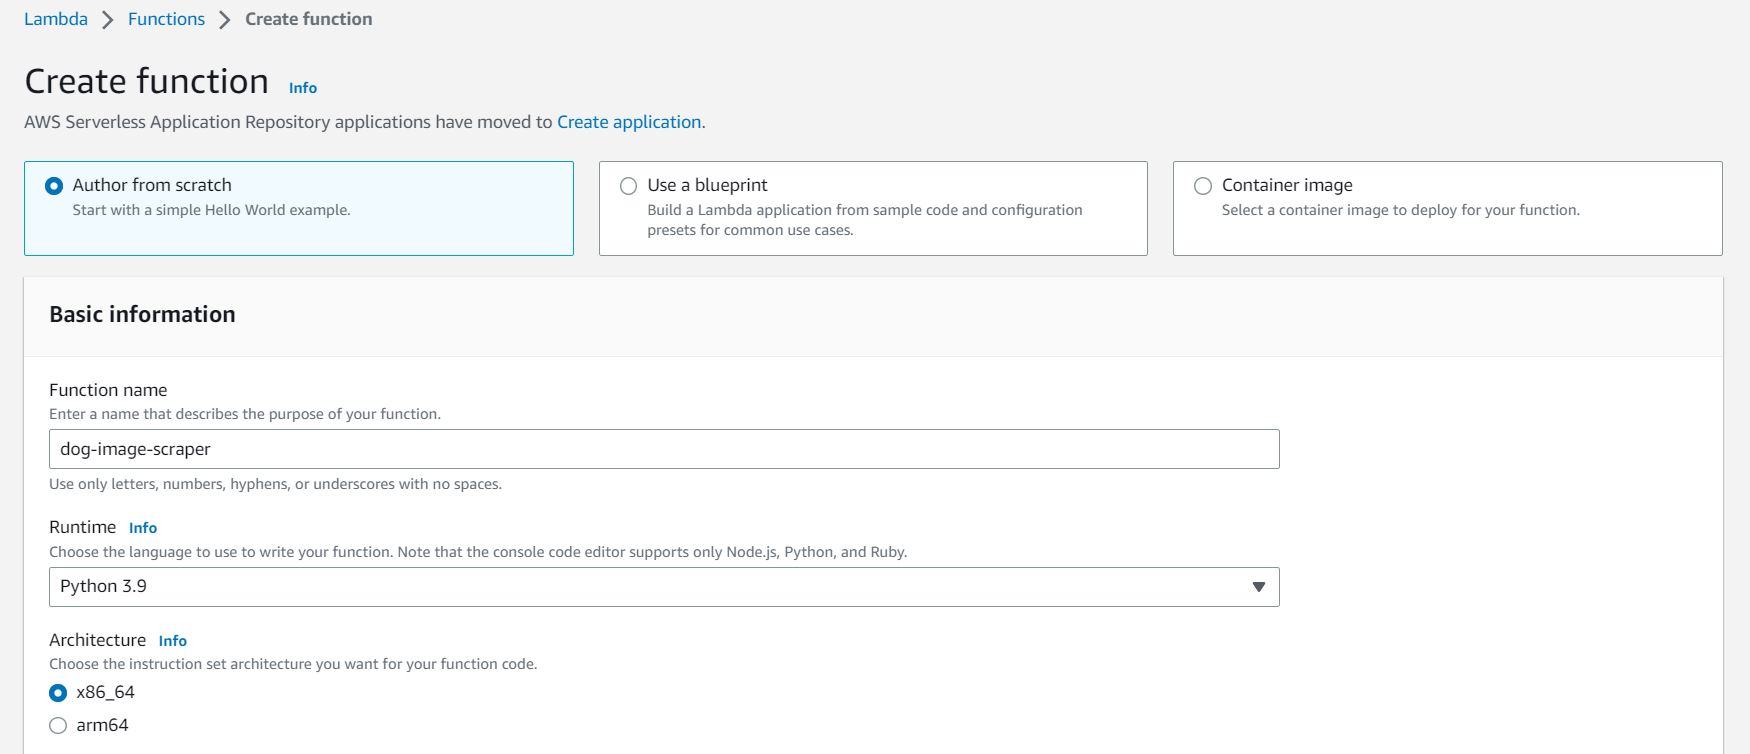 Lambda > Functions > Create function
Create function Info
AWS Serverless Application Repository applications have moved to Create application.
Author from scratch
Start with a simple Hello World example.
Use a blueprint
Build a Lambda application from sample code and configuration
presets for common use cases.
Container image
Select a container image to deploy for your function.
Basic information
Function name
Enter a name that describes the purpose of your function.
dog-image-scraper
Use only letters, numbers, hyphens, or underscores with no spaces.
Runtime Info
Choose the language to use to write your function. Note that the console code editor supports only Node.js, Python, and Ruby.
Python 3.9
Architecture Info
Choose the instruction set architecture you want for your function code.
x86_64
arm64